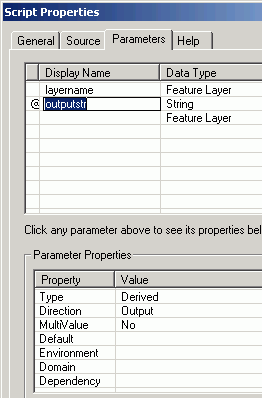 Script Properties
General Source Parameters Help
Display Name Data Type
layername Feature Layer
@ outputstr String
Feature Layer
Click any parameter above to see its properties bel
Parameter Properties
Property Value
Type Derived
Direction Output
MultiValue No
Default
Environment
Domain
Dependency